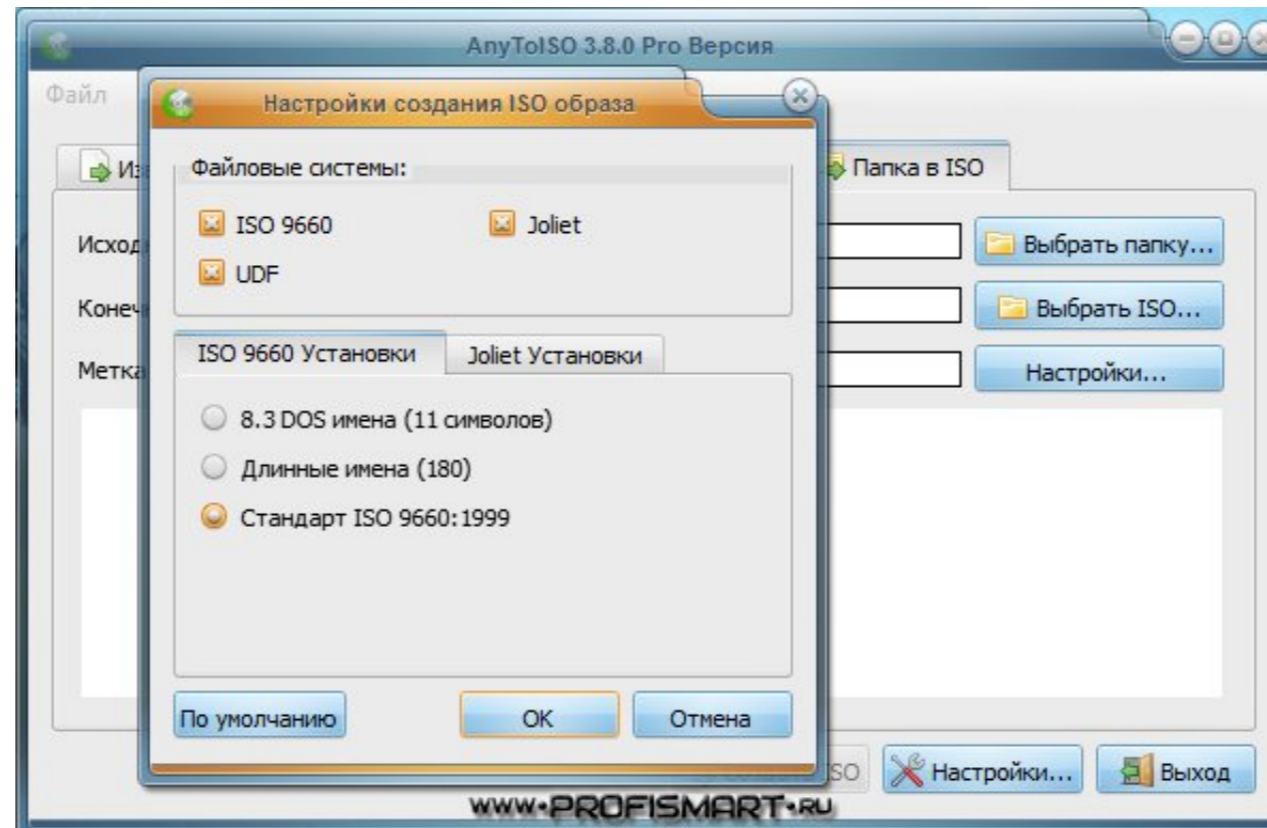 AnyToISO 3.8.0 Pro Версия
Файл
Настройки создания ISO образа
Папка в ISO
Файловые системы:
ISO 9660
Joliet
UDF
Выбрать папку...
Выбрать ISO...
Настройки...
ISO 9660 Установки
Joliet Установки
8.3 DOS имена (11 символов)
Длинные имена (180)
Стандарт ISO 9660:1999
По умолчанию
OK
Отмена
ISO
Настройки...
Выход
WWW.PROFISMART.RU